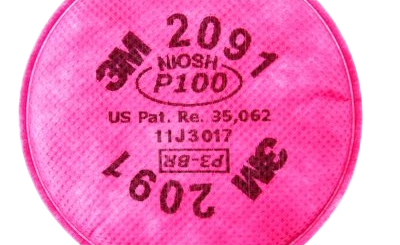 3M 2091
NIOSH
P100
US Pat. Re. 35,062
11J3017
P3-BR
3M 2091